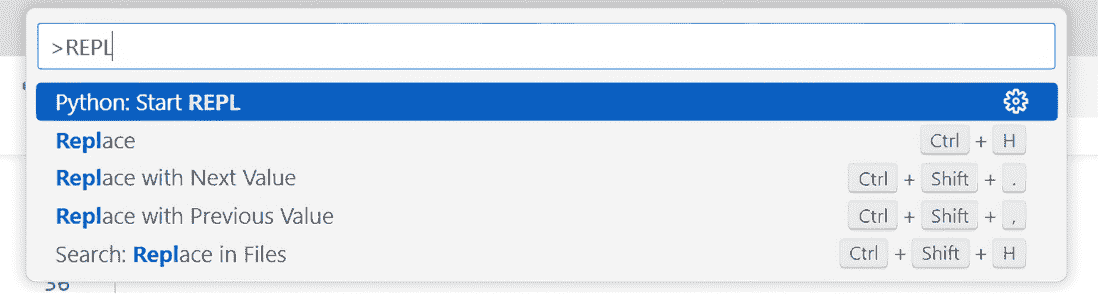 >REPL
Python: Start REPL
Replace Ctrl + H
Replace with Next Value Ctrl + Shift + .
Replace with Previous Value Ctrl + Shift + ,
Search: Replace in Files Ctrl + Shift + H
36